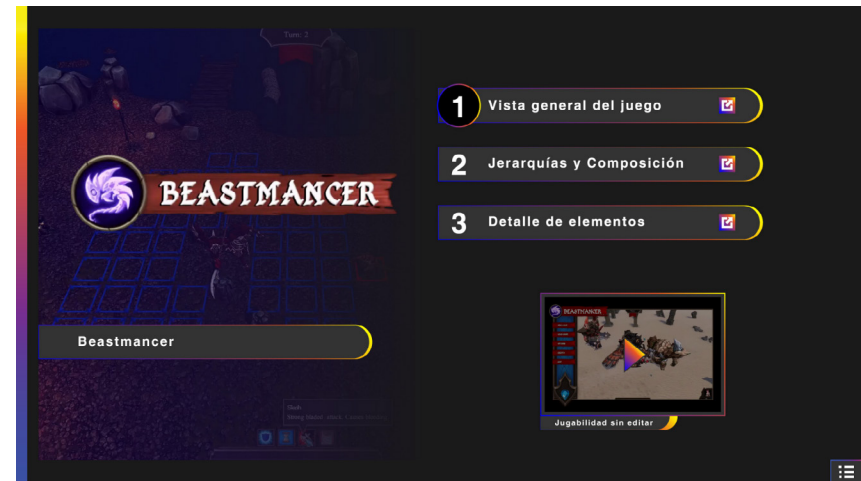 Turn: 2
BEASTMANCER
Beastmancer
1 Vista general del juego
2 Jerarquías y Composición
3 Detalle de elementos
BEASTMANCER
Jugabilidad sin editar